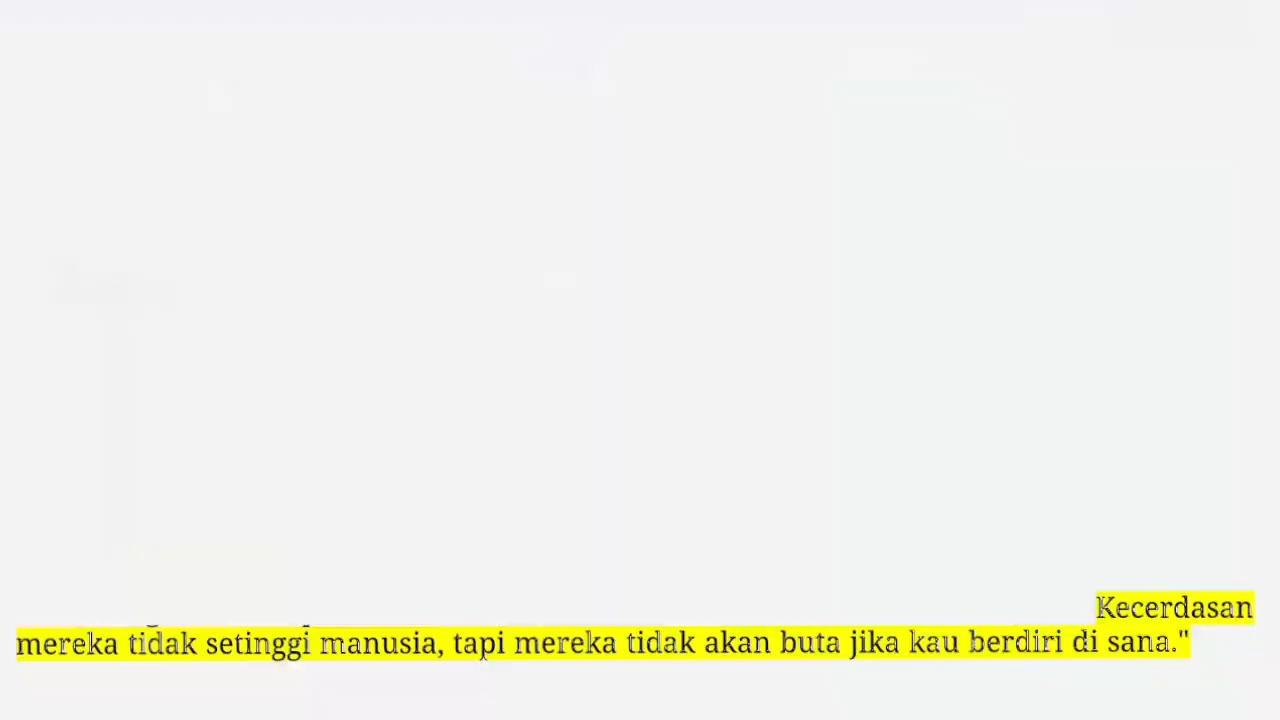 Kecerdasan
mereka tidak setinggi manusia, tapi mereka tidak akan buta jika kau berdiri di sana."